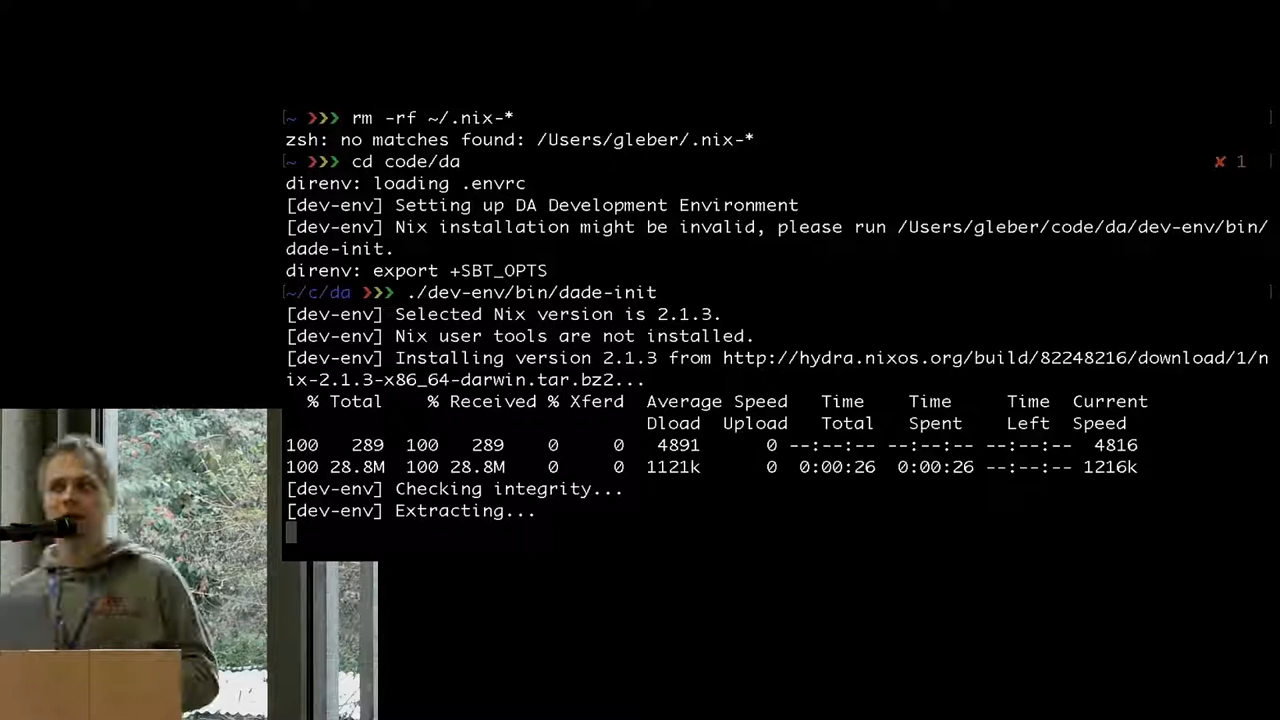 ~ ❯❯❯ rm -rf ~/.nix-*
zsh: no matches found: /Users/gleber/.nix-*
~ ❯❯❯ cd code/da ✘ 1
direnv: loading .envrc
[dev-env] Setting up DA Development Environment
[dev-env] Nix installation might be invalid, please run /Users/gleber/code/da/dev-env/bin/
dade-init.
direnv: export +SBT_OPTS
~/c/da ❯❯❯ ./dev-env/bin/dade-init
[dev-env] Selected Nix version is 2.1.3.
[dev-env] Nix user tools are not installed.
[dev-env] Installing version 2.1.3 from http://hydra.nixos.org/build/82248216/download/1/n
ix-2.1.3-x86_64-darwin.tar.bz2...
% Total % Received % Xferd Average Speed Time Time Time Current
Dload Upload Total Spent Left Speed
100 289 100 289 0 0 4891 0 --:--:-- --:--:-- --:--:-- 4816
100 28.8M 100 28.8M 0 0 1121k 0 0:00:26 0:00:26 --:--:-- 1216k
[dev-env] Checking integrity...
[dev-env] Extracting...